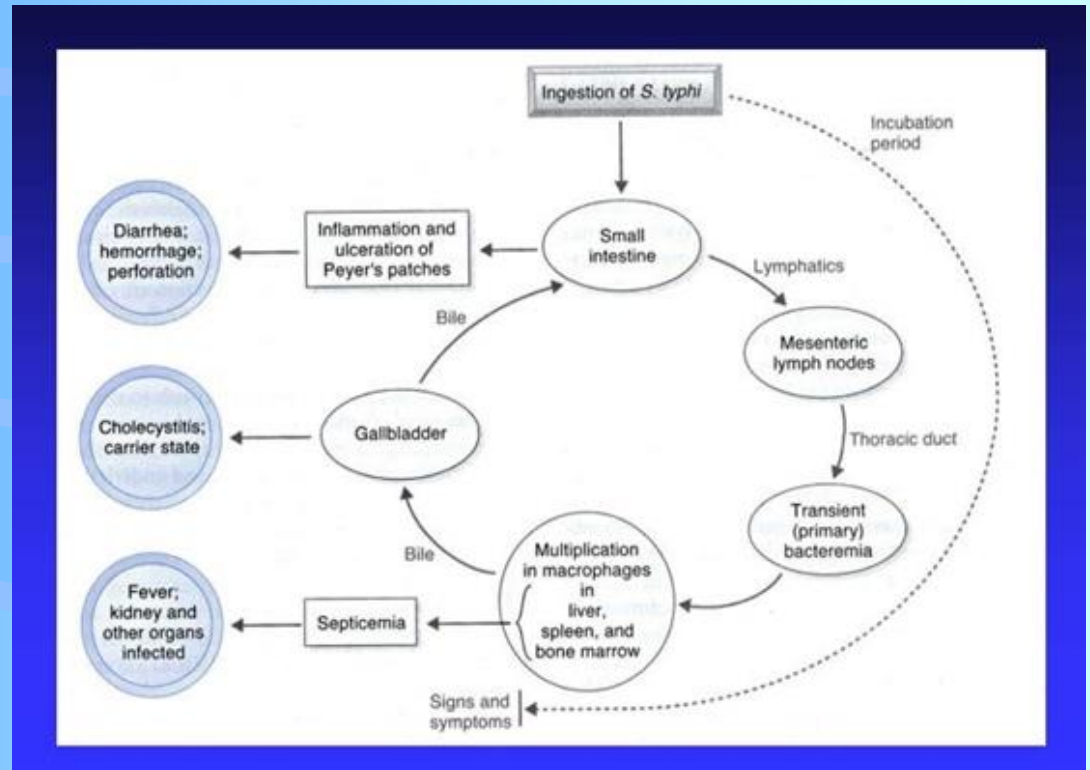 Ingestion of S. typhi
Incubation
period
Small
intestine
Inflammation and
ulceration of
Peyer's patches
Diarrhea;
hemorrhage;
perforation
Lymphatics
Bile
Mesenteric
lymph nodes
Gallbladder
Cholecystitis;
carrier state
Thoracic duct
Transient
(primary)
bacteremia
Bile
Multiplication
in macrophages
in
liver,
spleen, and
bone marrow
Septicemia
Fever;
kidney and
other organs
infected
Signs and
symptoms